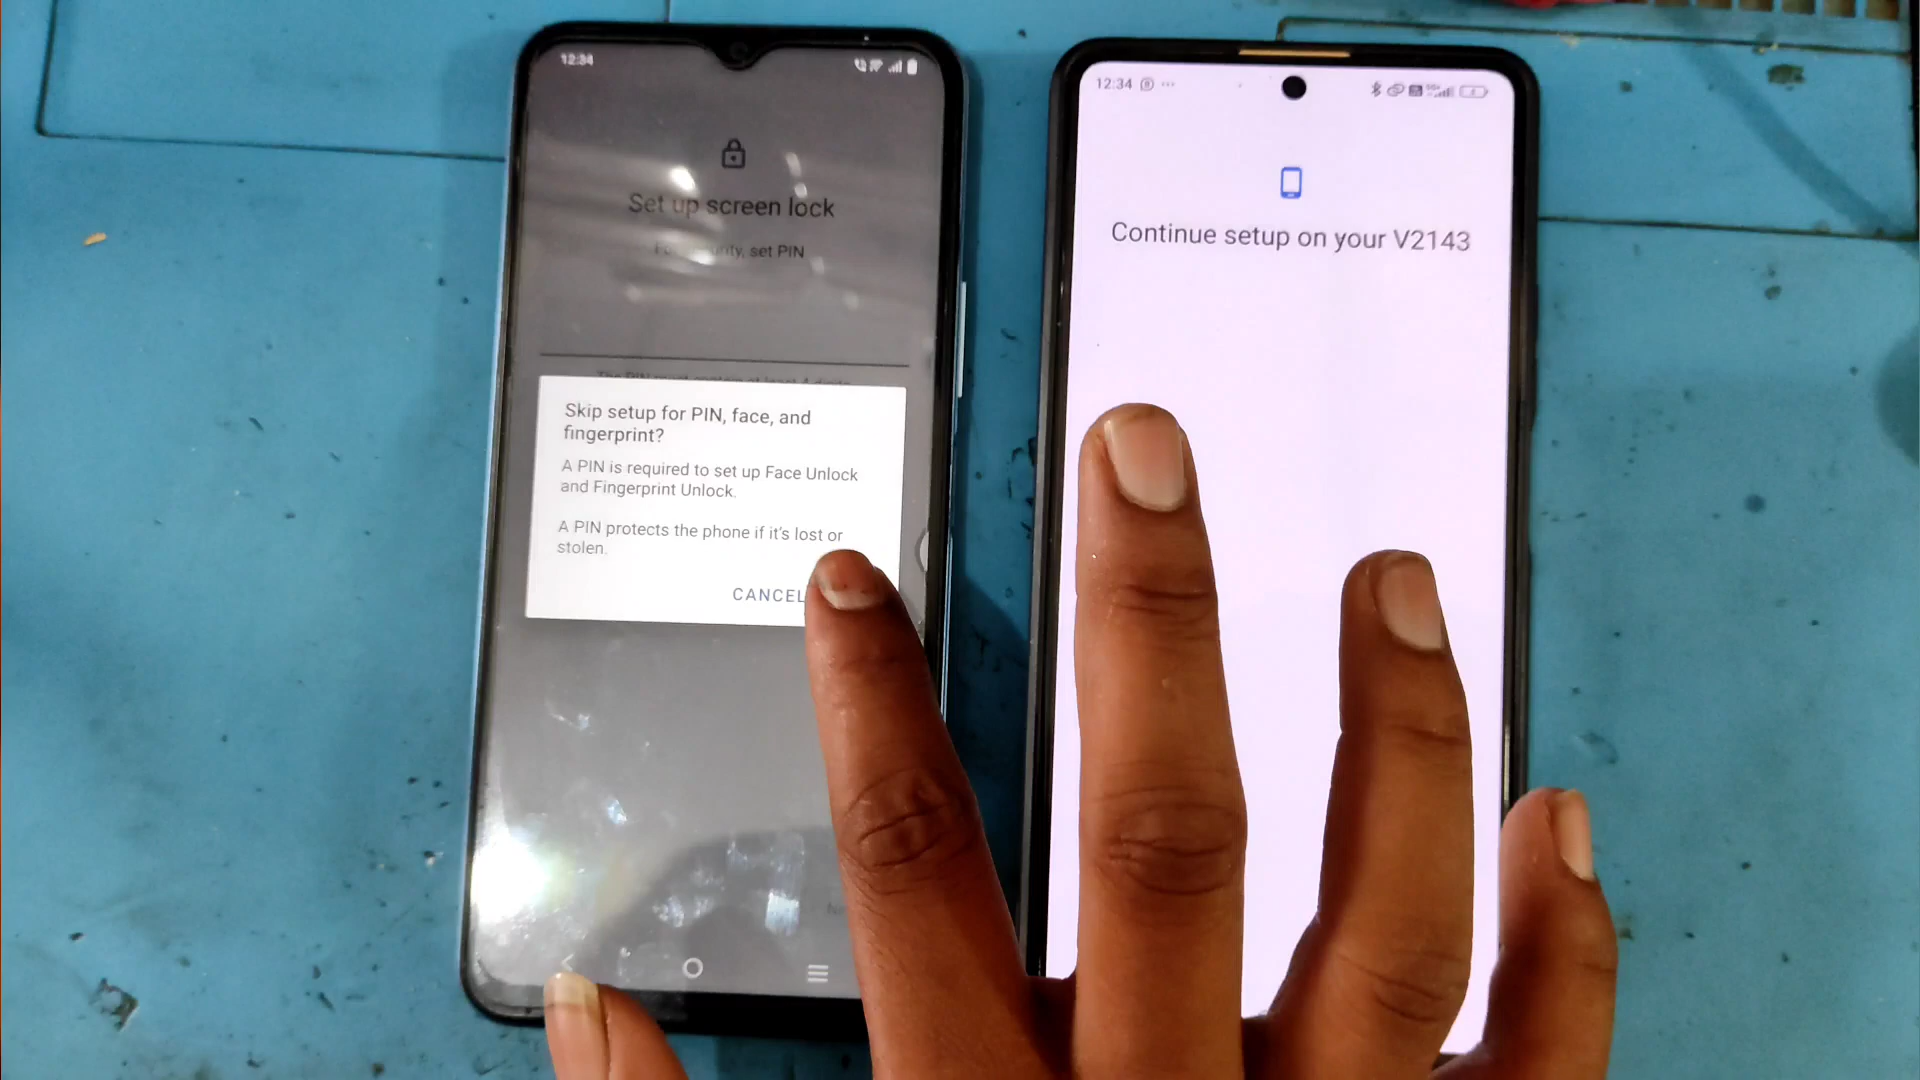 12:34
Set up screen lock
set PIN
Skip setup for PIN, face, and
fingerprint?
A PIN is required to set up Face Unlock
and Fingerprint Unlock.
A PIN protects the phone if it's lost or
stolen.
CANCEL
12:34
Continue setup on your V2143